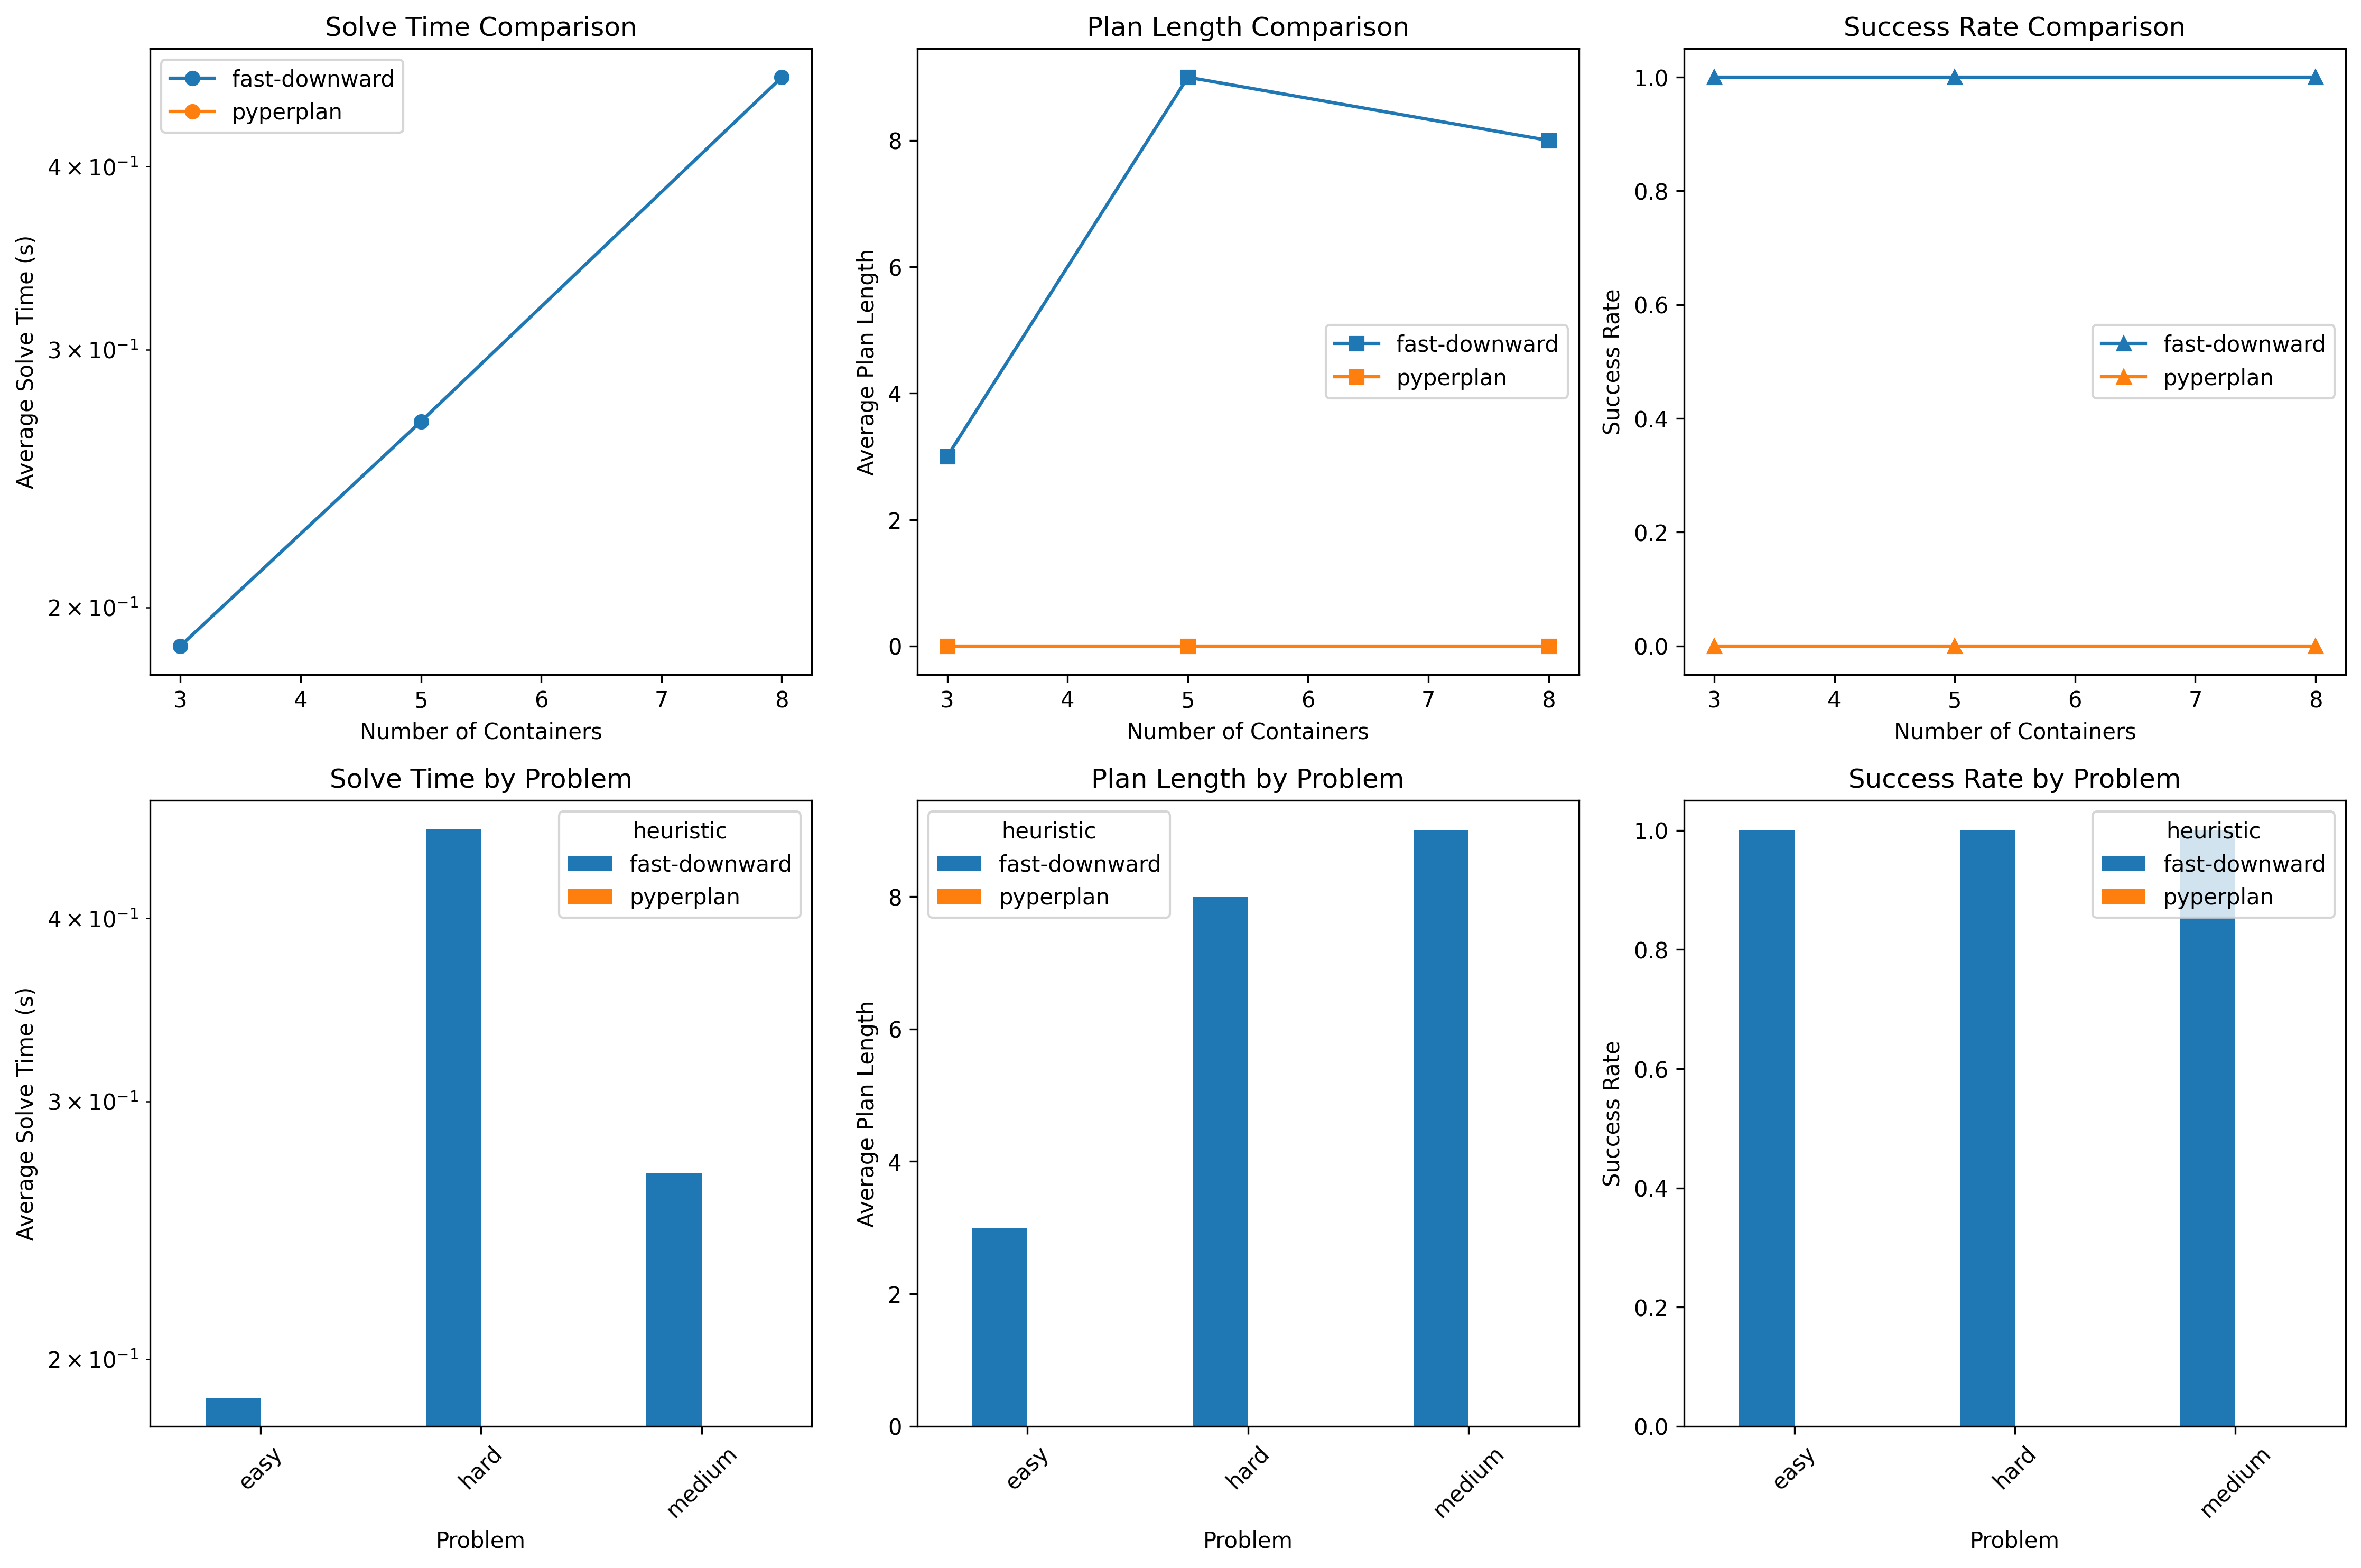 Solve Time Comparison
fast-downward
pyperplan
4 × 10⁻¹
3 × 10⁻¹
2 × 10⁻¹
Average Solve Time (s)
3 4 5 6 7 8
Number of Containers
Plan Length Comparison
8
6
4
2
0
Average Plan Length
fast-downward
pyperplan
3 4 5 6 7 8
Number of Containers
Success Rate Comparison
1.0
0.8
0.6
0.4
0.2
0.0
Success Rate
fast-downward
pyperplan
3 4 5 6 7 8
Number of Containers
Solve Time by Problem
heuristic
fast-downward
pyperplan
4 × 10⁻¹
3 × 10⁻¹
2 × 10⁻¹
Average Solve Time (s)
easy hard medium
Problem
Plan Length by Problem
heuristic
fast-downward
pyperplan
8
6
4
2
0
Average Plan Length
easy hard medium
Problem
Success Rate by Problem
heuristic
fast-downward
pyperplan
1.0
0.8
0.6
0.4
0.2
0.0
Success Rate
easy hard medium
Problem